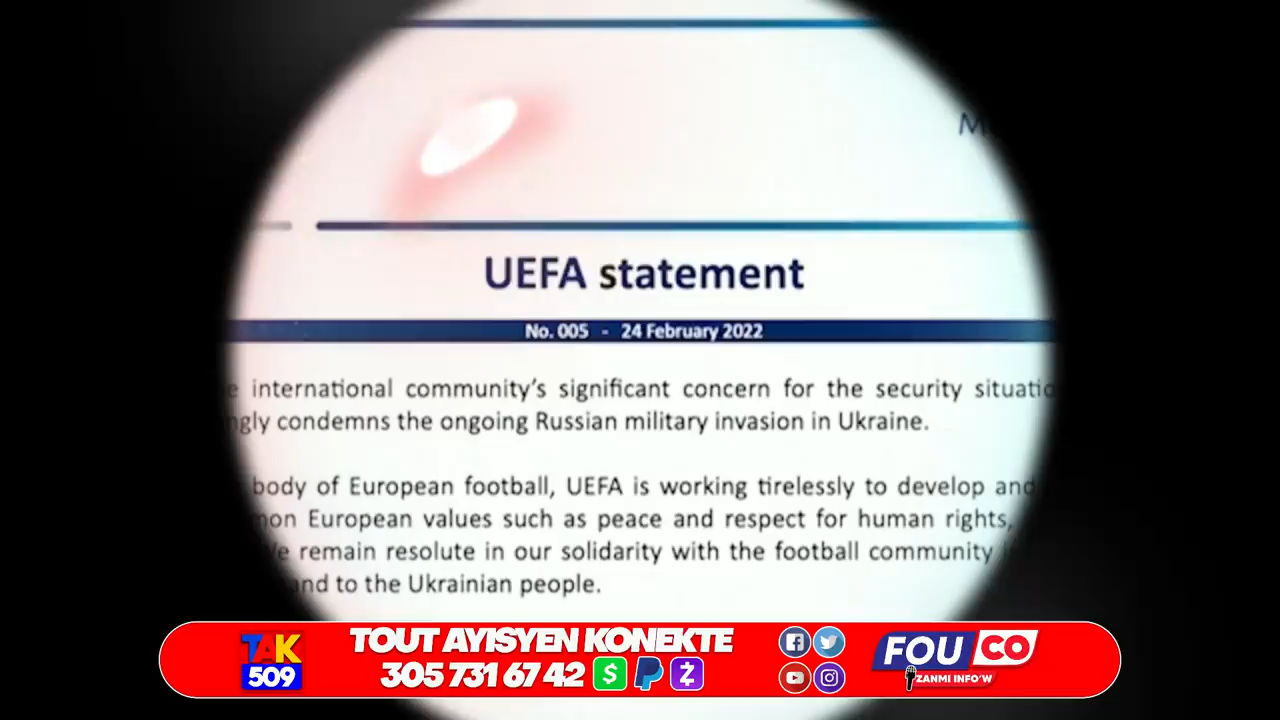 UEFA statement
No. 005 - 24 February 2022
international community's significant concern for the security
condemns the ongoing Russian military invasion in Ukraine.
body of European football, UEFA is working tirelessly to develop and
European values such as peace and respect for human rights,
remain resolute in our solidarity with the football community
and to the Ukrainian people.
TAK
509
TOUT AYISYEN KONEKTE
305 731 67 42
FOUCO
ZANMI INFO'W